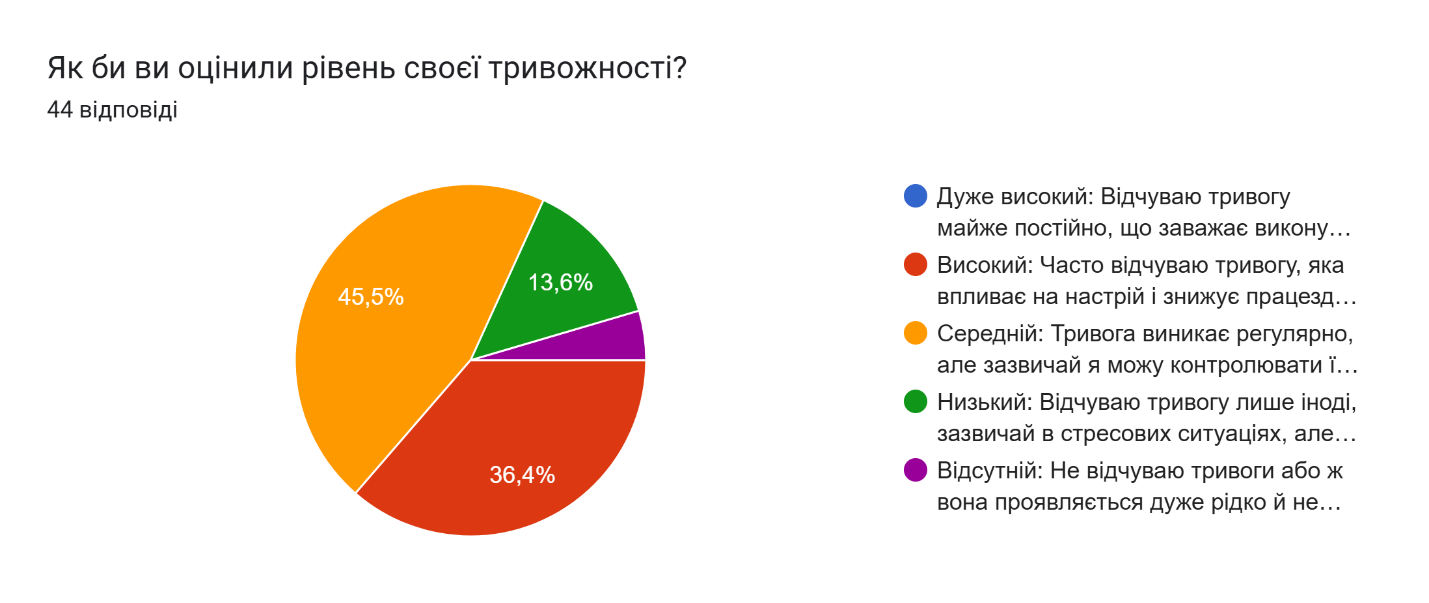 Як би ви оцінили рівень своєї тривожності?
44 відповіді
45,5%
13,6%
36,4%
Дуже високий: Відчуваю тривогу
майже постійно, що заважає викону…
Високий: Часто відчуваю тривогу, яка
впливає на настрій і знижує працезд…
Середній: Тривога виникає регулярно,
але зазвичай я можу контролювати ї…
Низький: Відчуваю тривогу лише іноді,
зазвичай в стресових ситуаціях, але…
Відсутній: Не відчуваю тривоги або ж
вона проявляється дуже рідко й не…